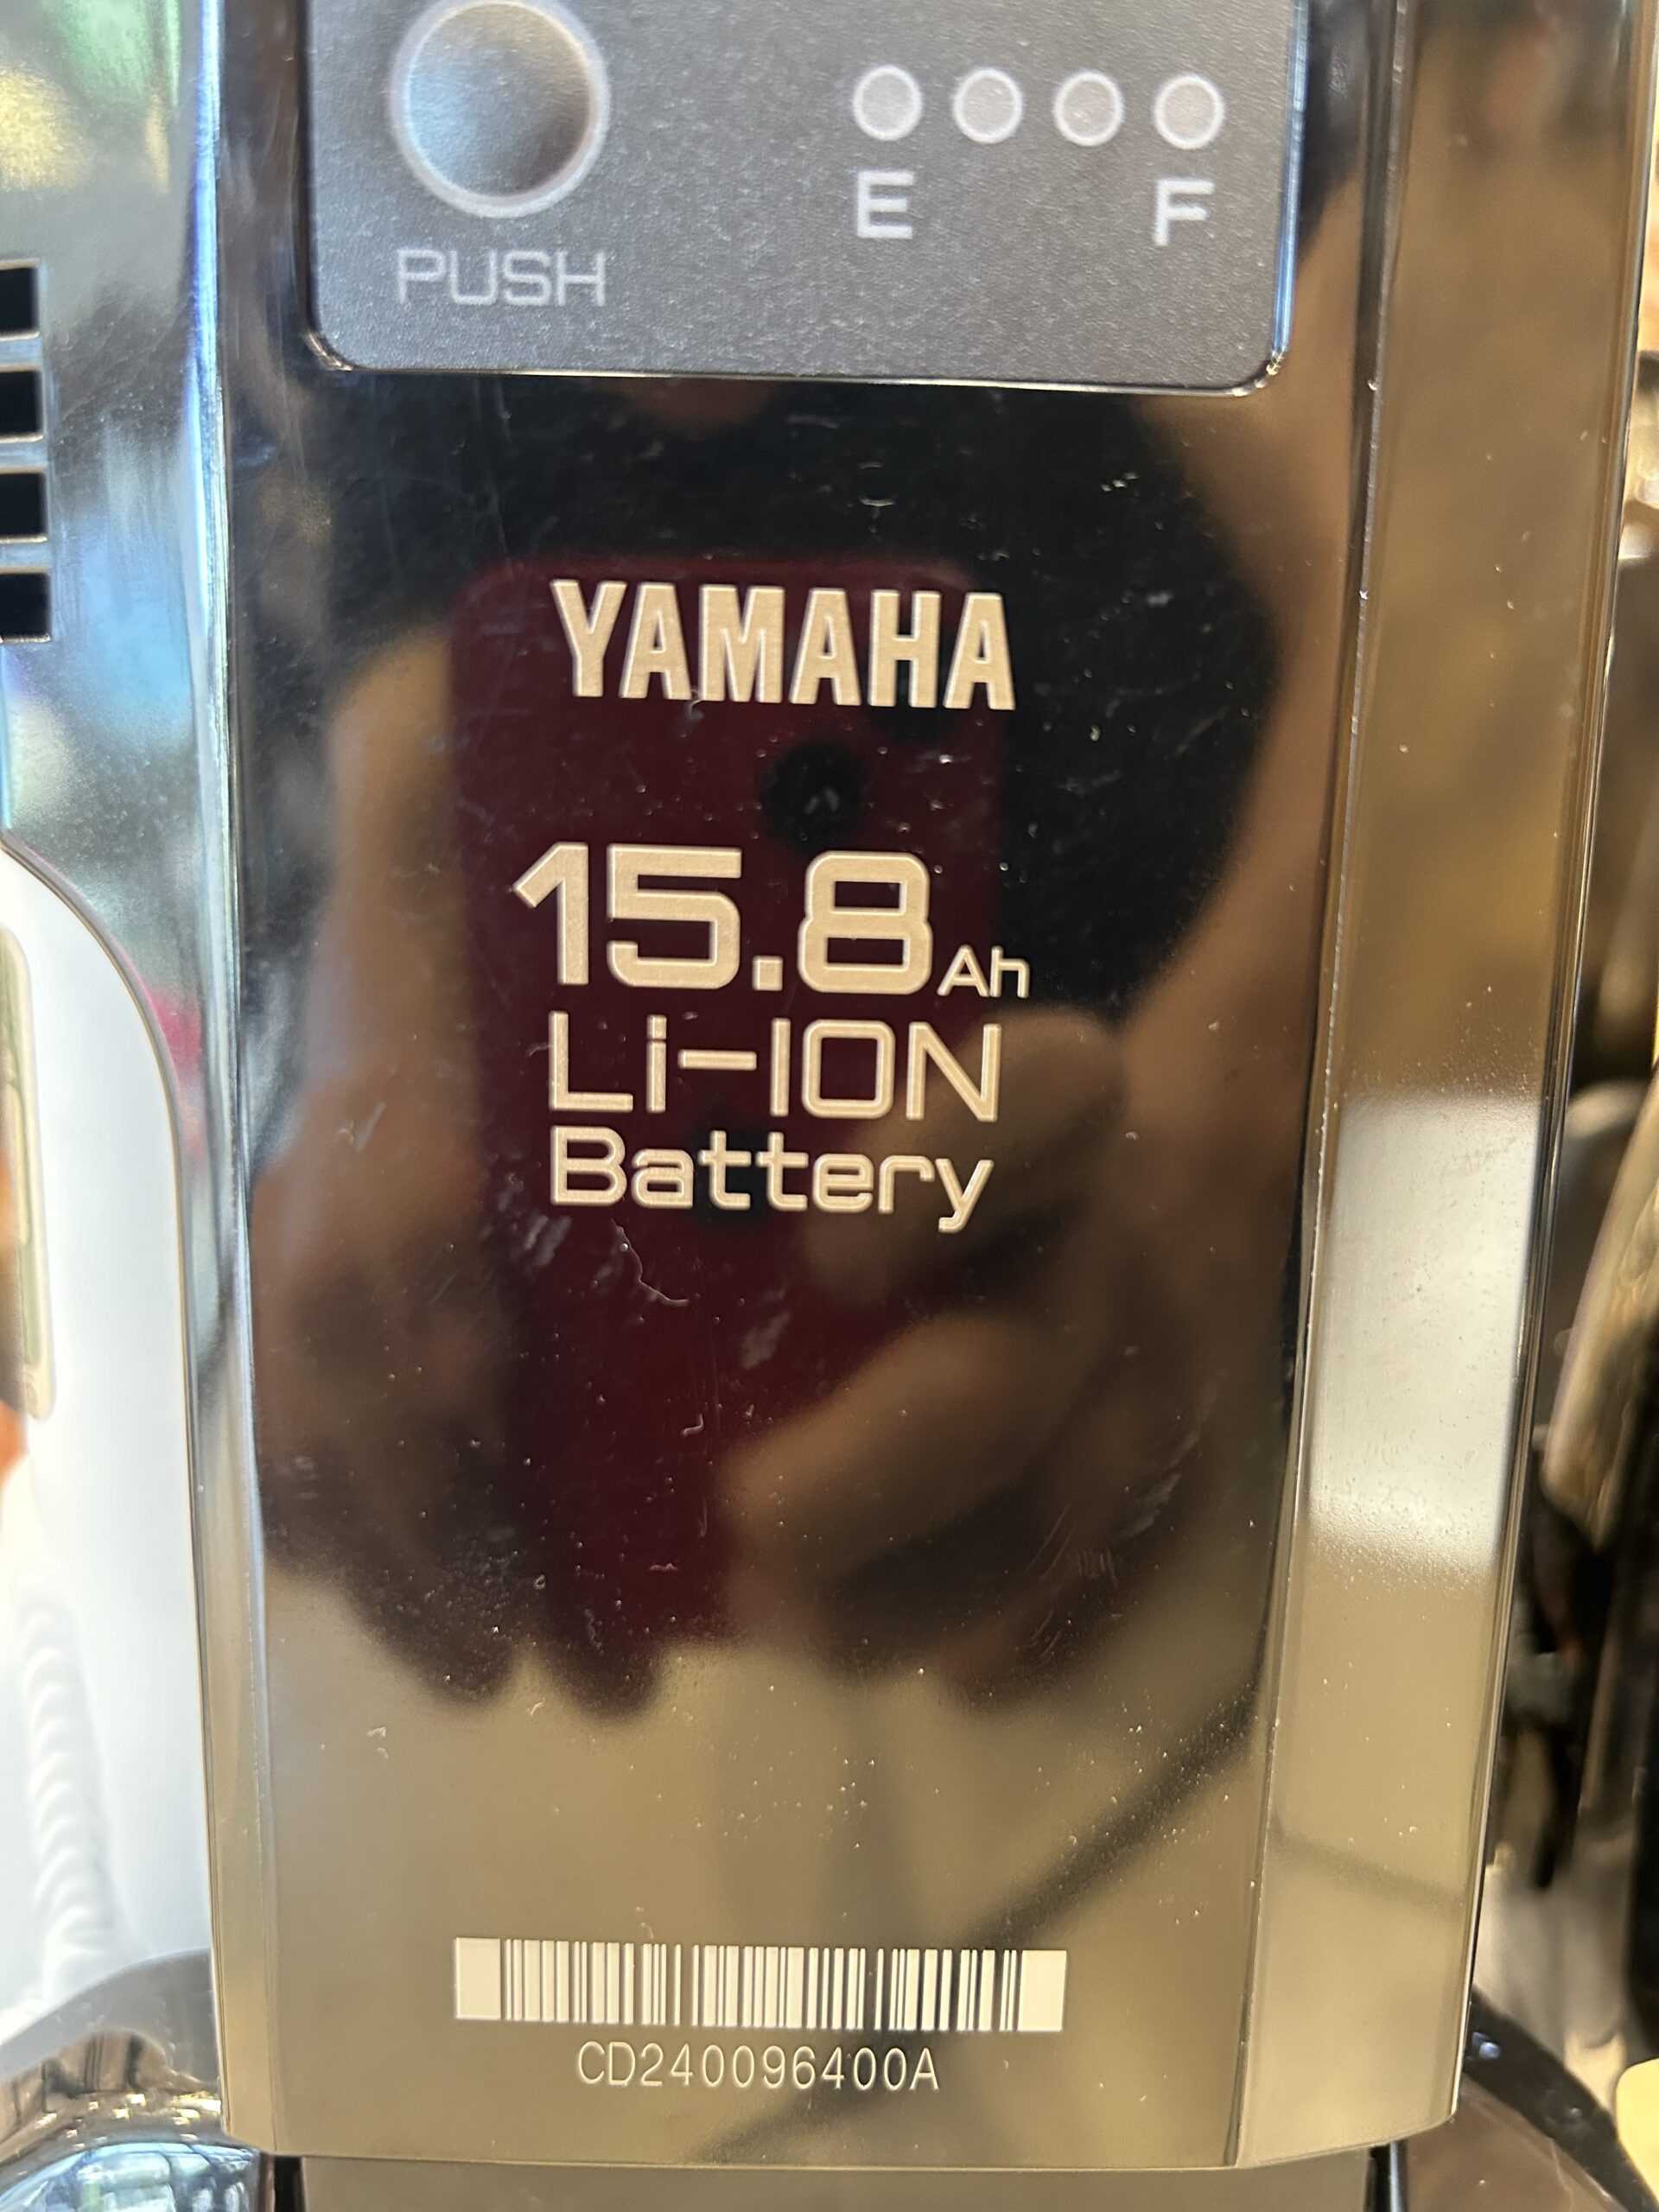 E F
PUSH
YAMAHA
15.8Ah
Li-ION
Battery
CD240096400A